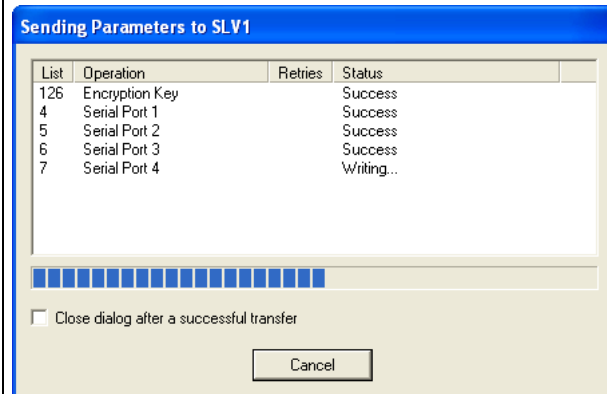 Sending Parameters to SLV1
List Operation Retries Status
126 Encryption Key Success
4 Serial Port 1 Success
5 Serial Port 2 Success
6 Serial Port 3 Success
7 Serial Port 4 Writing...
Close dialog after a successful transfer
Cancel